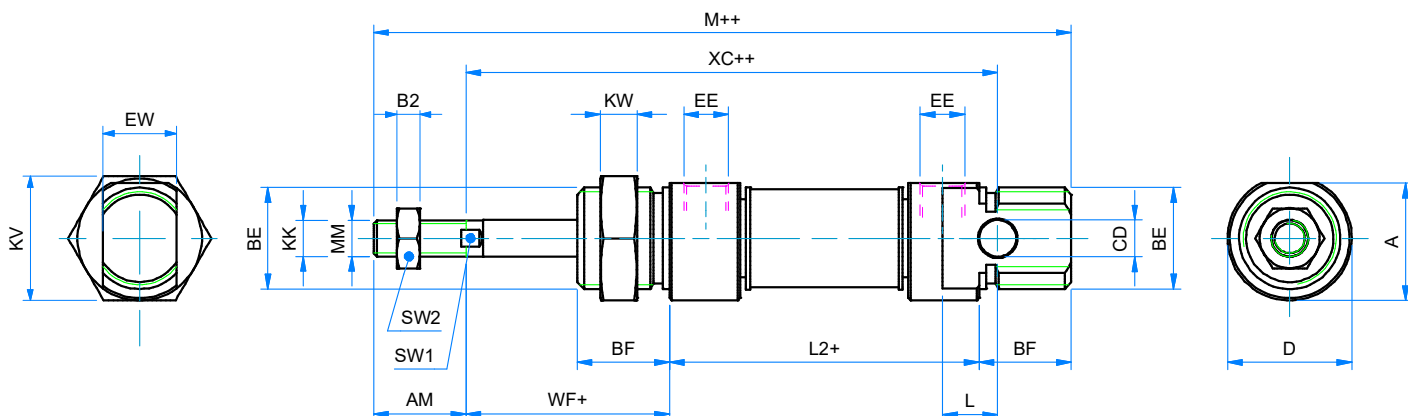 M++
XC++
B2
KW
EE
EE
EW
KV
BE
KK
MM
CD
BE
A
SW2
SW1
BF
L2+
BF
D
AM
WF+
L